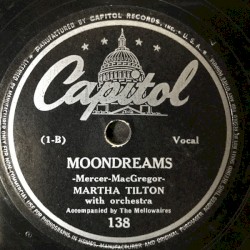 MANUFACTURED BY CAPITOL RECORDS, INC. U.S.A.
Capitol
(1-B) Vocal
MOONDREAMS
-Mercer-MacGregor-
MARTHA TILTON
with orchestra
Accompanied by The Mellowaires
138